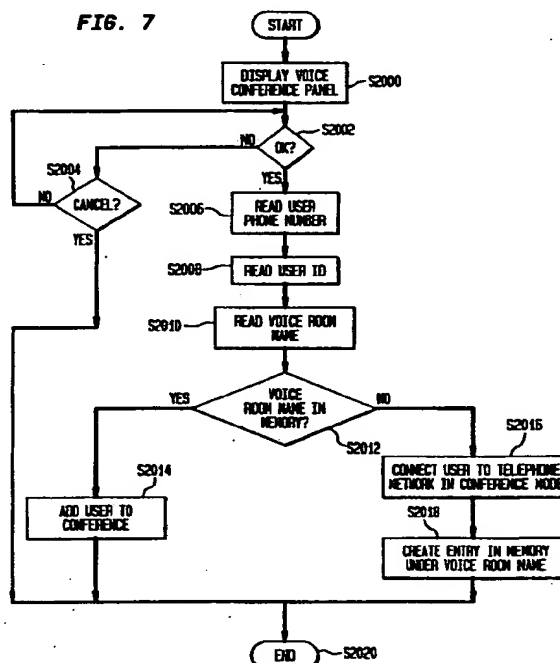 FIG. 7
START
DISPLAY VOICE
CONFERENCE PANEL
S2000
S2002
OK?
NO
YES
S2004
CANCEL?
NO
YES
S2006
READ USER
PHONE NUMBER
S2008
READ USER ID
S2010
READ VOICE ROOM
NAME
VOICE
ROOM NAME IN
MEMORY?
YES
NO
S2012
S2014
ADD USER TO
CONFERENCE
S2016
CONNECT USER TO TELEPHONE
NETWORK IN CONFERENCE MODE
S2018
CREATE ENTRY IN MEMORY
UNDER VOICE ROOM NAME
END
S2020